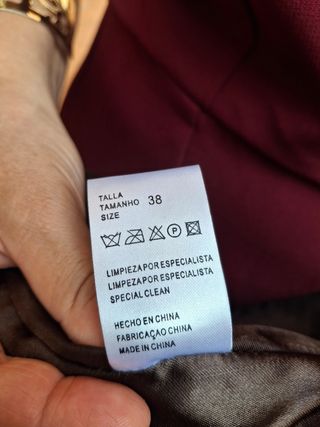 TALLA
TAMANHO 38
SIZE
P
LIMPIEZA POR ESPECIALISTA
LIMPIEZA POR ESPECIALISTA
SPECIAL CLEAN
HECHO EN CHINA
FABRICAÇAO CHINA
MADE IN CHINA